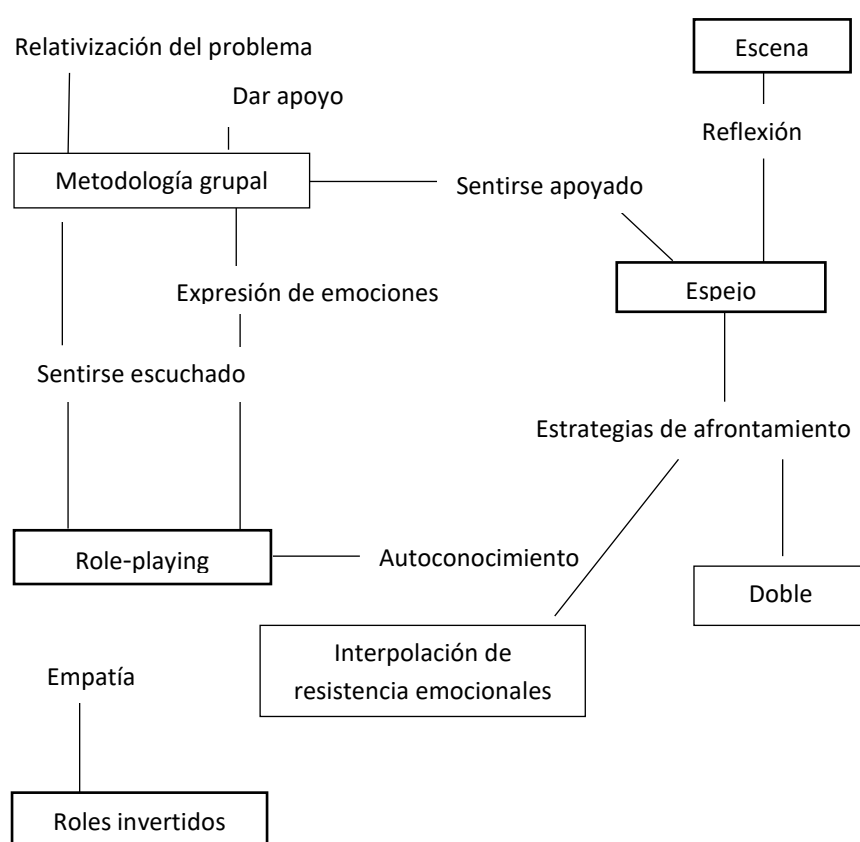 Relativización del problema
Escena
Dar apoyo
Reflexión
Metodología grupal
Sentirse apoyado
Expresión de emociones
Espejo
Sentirse escuchado
Estrategias de afrontamiento
Role-playing
Autoconocimiento
Doble
Interpolación de
resistencia emocionales
Empatía
Roles invertidos